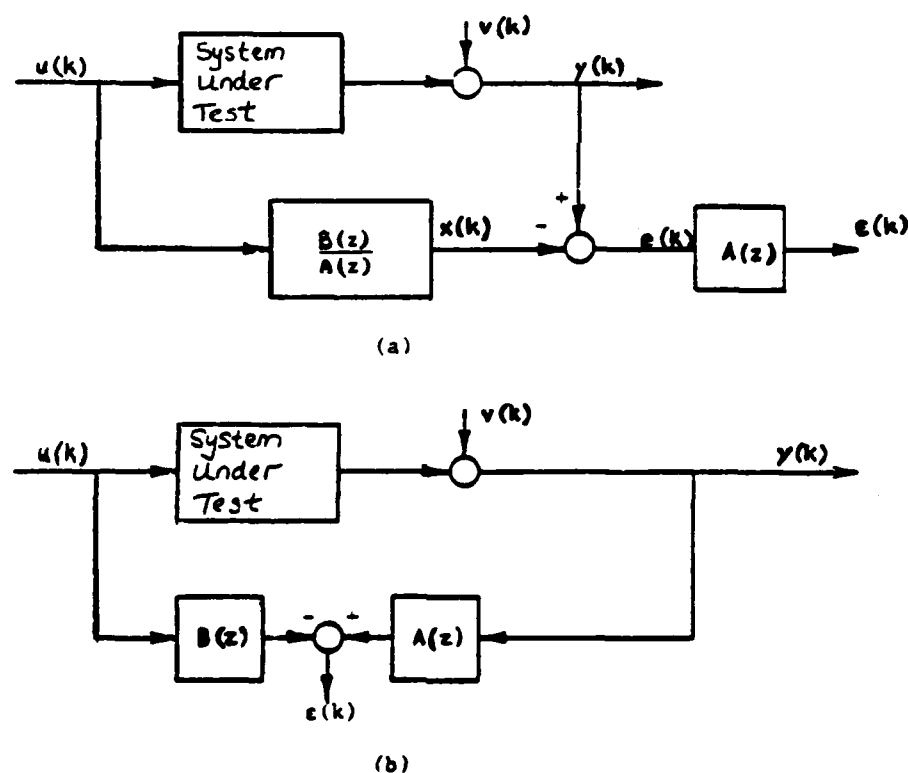 v(k)
u(k)
System
Under
Test
y(k)
+
-
x(k)
e(k)
ε(k)
B(z)
A(z)
A(z)
(a)
v(k)
u(k)
System
Under
Test
y(k)
B(z)
-
+
A(z)
ε(k)
(b)